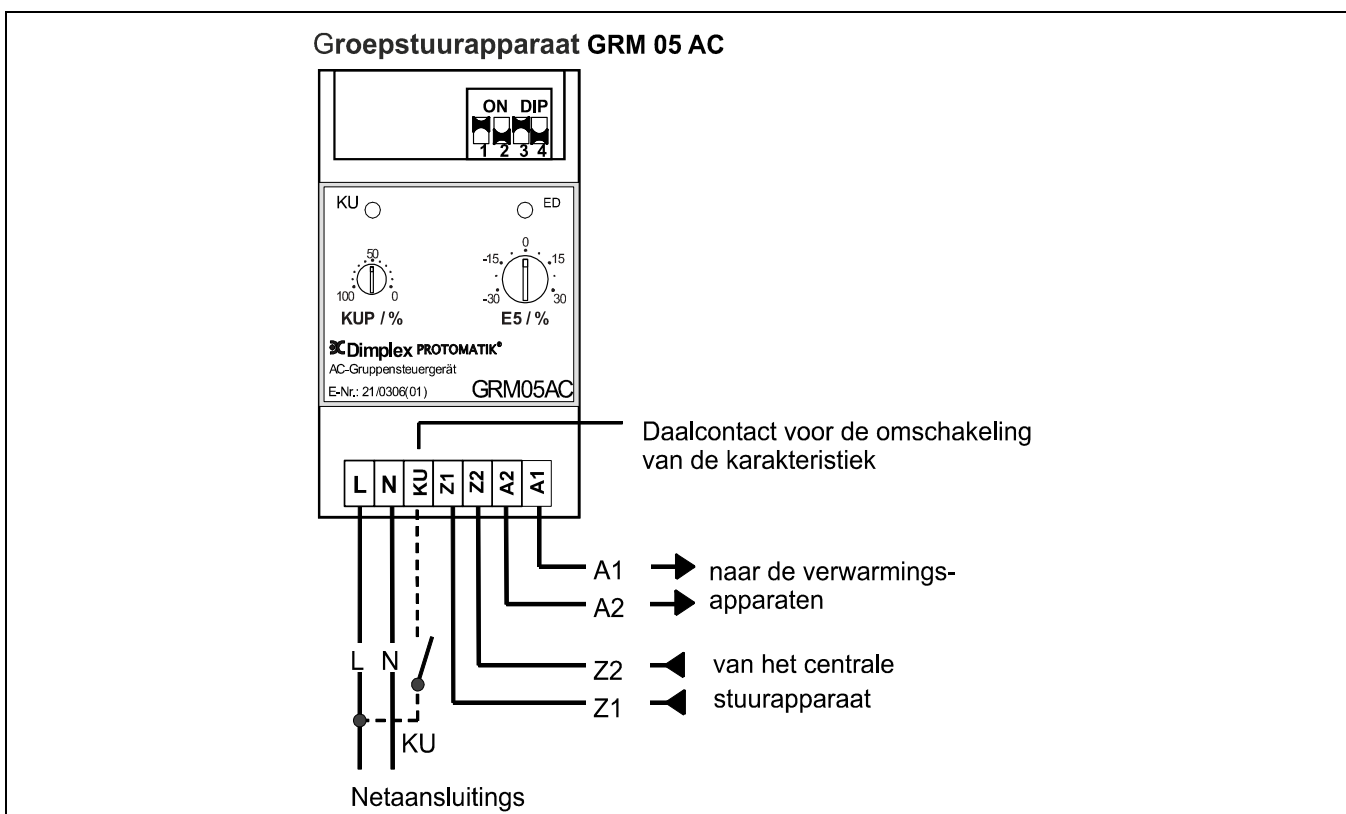 Groepstuurapparaat GRM 05 AC
ON DIP
1 2 3 4
KU ED
50
100 0
KUP / %
0
-15 15
-30 30
E5 / %
Dimplex PROTOMATIK®
AC-Gruppensteuergerät
E-Nr.: 21/0306(01) GRM05AC
Daalcontact voor de omschakeling
van de karakteristiek
L N KU Z1 Z2 A2 A1
A1 naar de verwarmings-
A2 apparaten
L N
Z2 van het centrale
Z1 stuurapparaat
KU
Netaansluitings